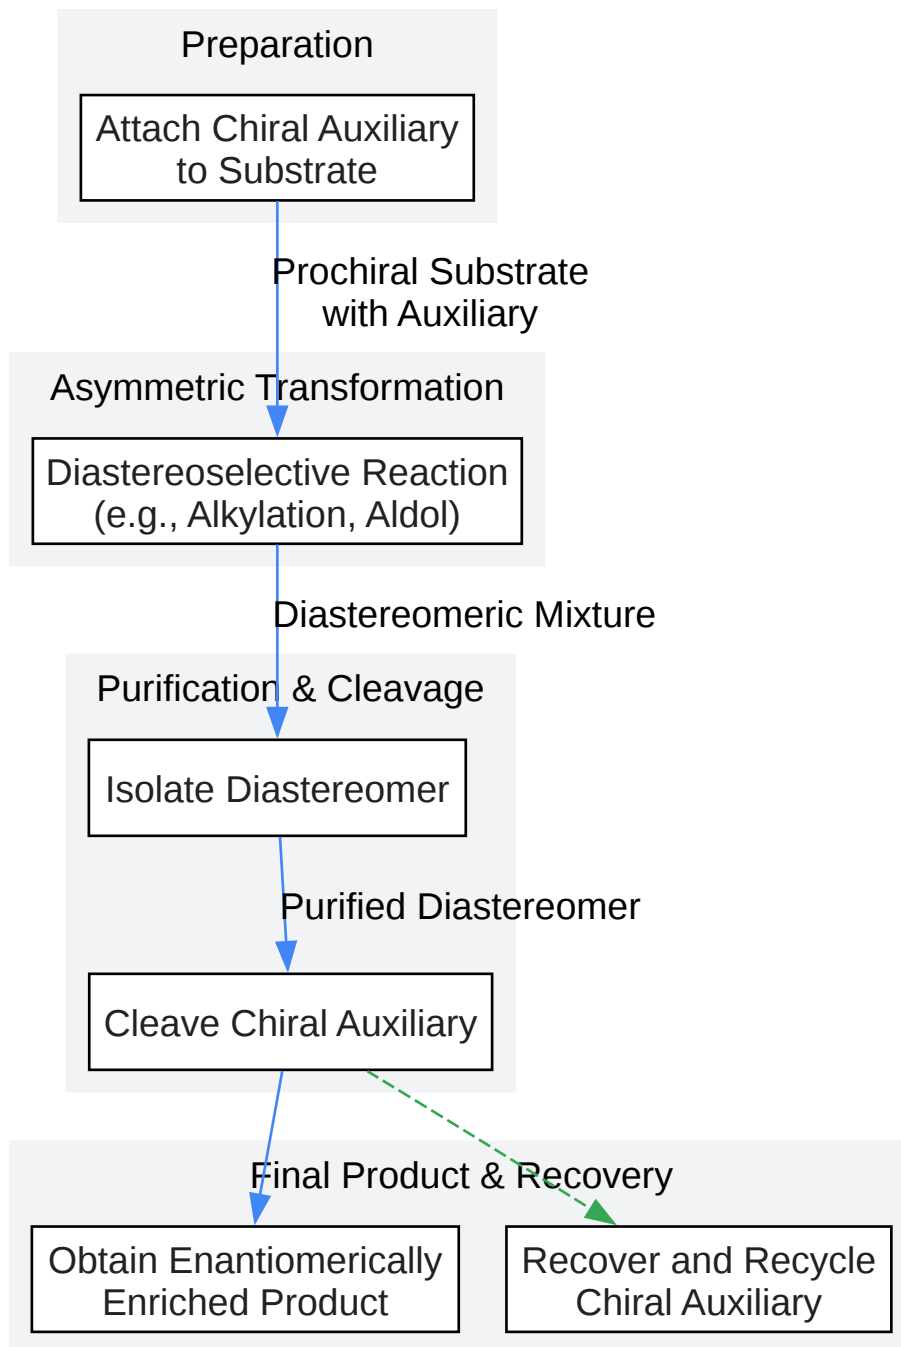 Preparation
Attach Chiral Auxiliary
to Substrate
Prochiral Substrate
with Auxiliary
Asymmetric Transformation
Diastereoselective Reaction
(e.g., Alkylation, Aldol)
Diastereomeric Mixture
Purification & Cleavage
Isolate Diastereomer
Purified Diastereomer
Cleave Chiral Auxiliary
Final Product & Recovery
Obtain Enantiomerically
Enriched Product
Recover and Recycle
Chiral Auxiliary